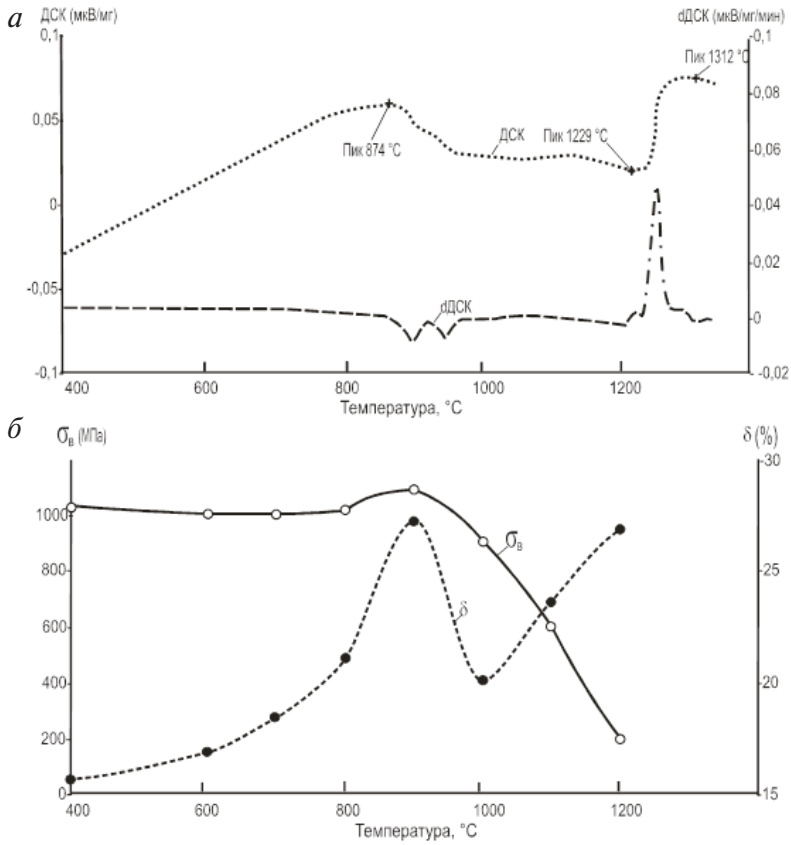 а
ДСК (мкВ/мг)
dДСК (мкВ/мг/мин)
0,1
-0,1
Пик 1312 °С
-0,08
0,05
Пик 874 °С
ДСК
Пик 1229 °С
-0,06
0
-0,04
-0,05
-0,02
dДСК
-0
-0,1
-0,02
400
600
800
1000
1200
Температура, °С
б
σв (МПа)
δ (%)
-30
1000
σв
800
-25
600
δ
400
-20
200
0
-15
400
600
800
1000
1200
Температура, °С